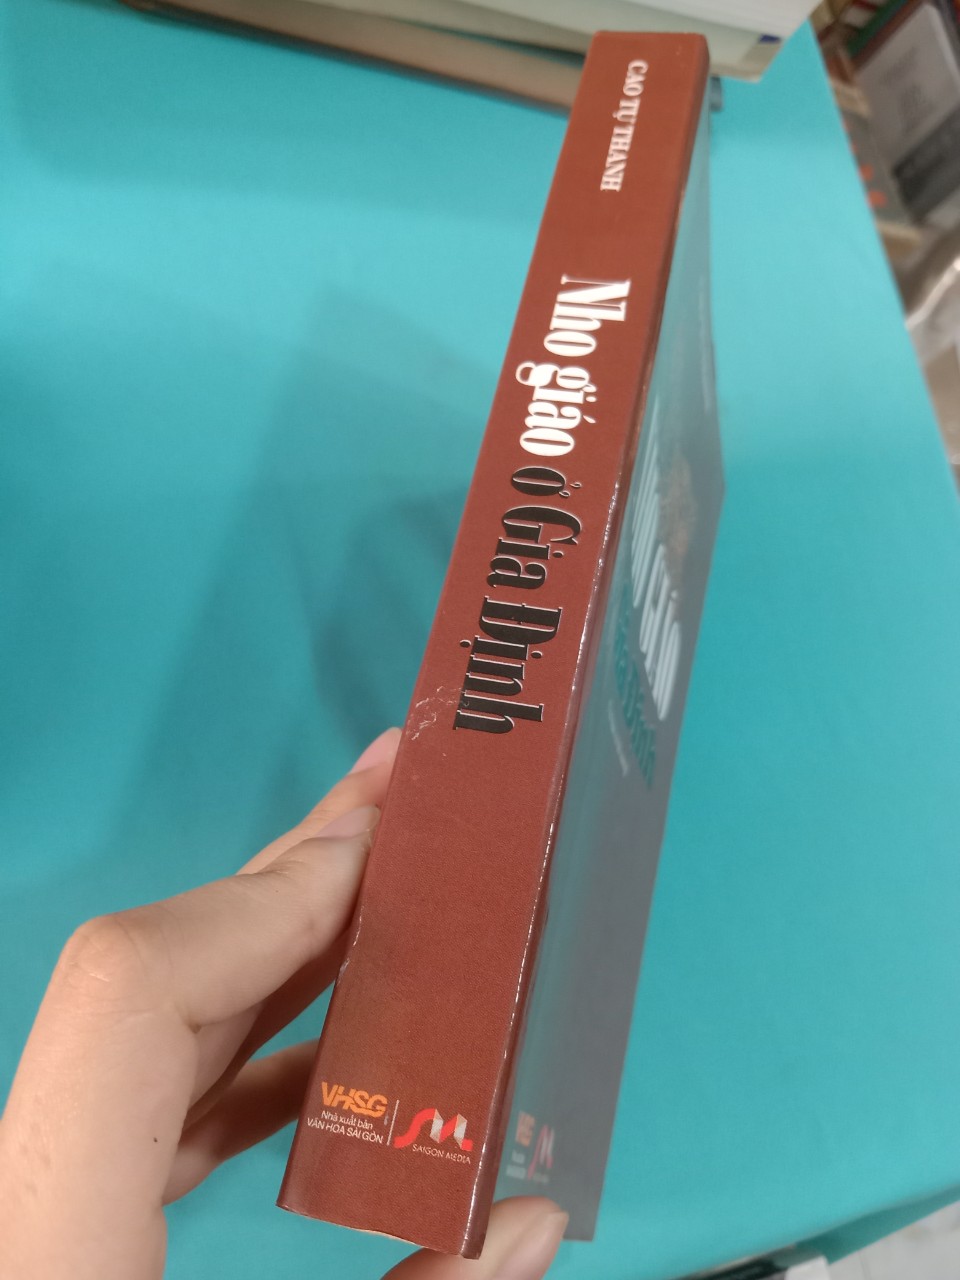 CAO TỰ THANH
Nho giáo ở Gia Định
VHSG
Nhà xuất bản
VĂN HÓA SÀI GÒN
SAIGON MEDIA